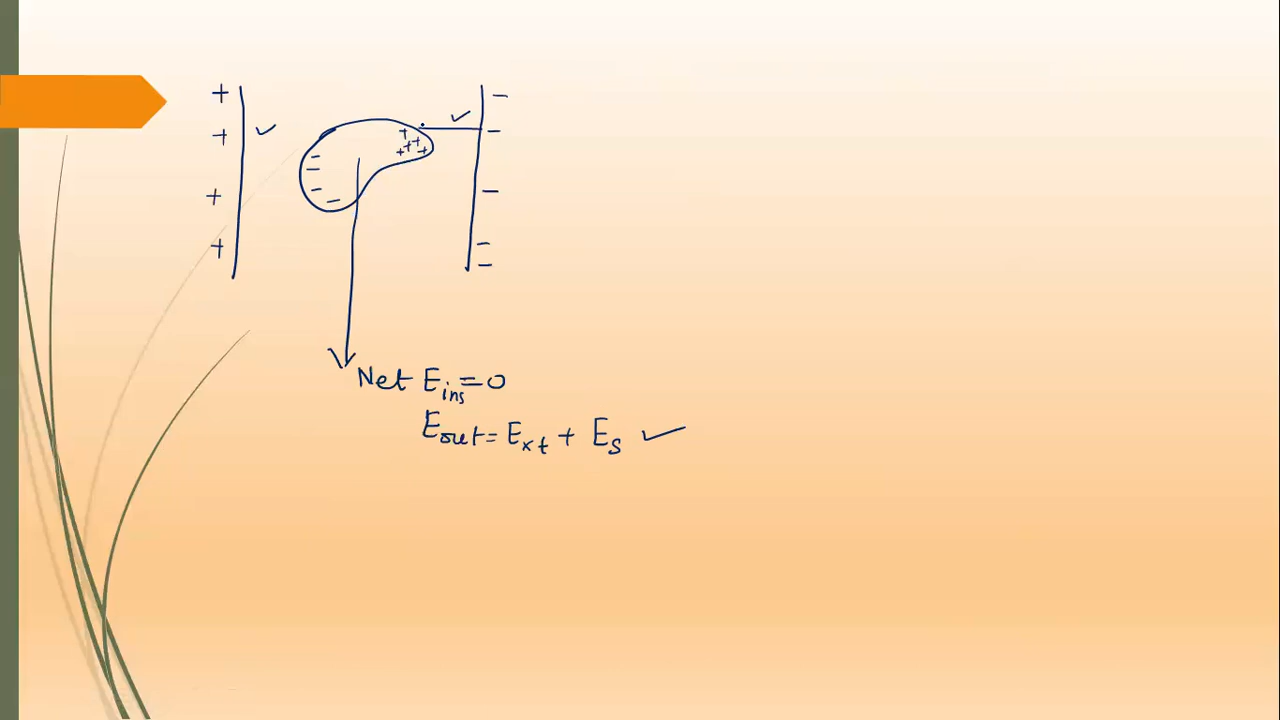 + + + +
− − − −
+ + + + +
− − − − −
Net E_ins = 0
E_out = E_xt + E_s ✓